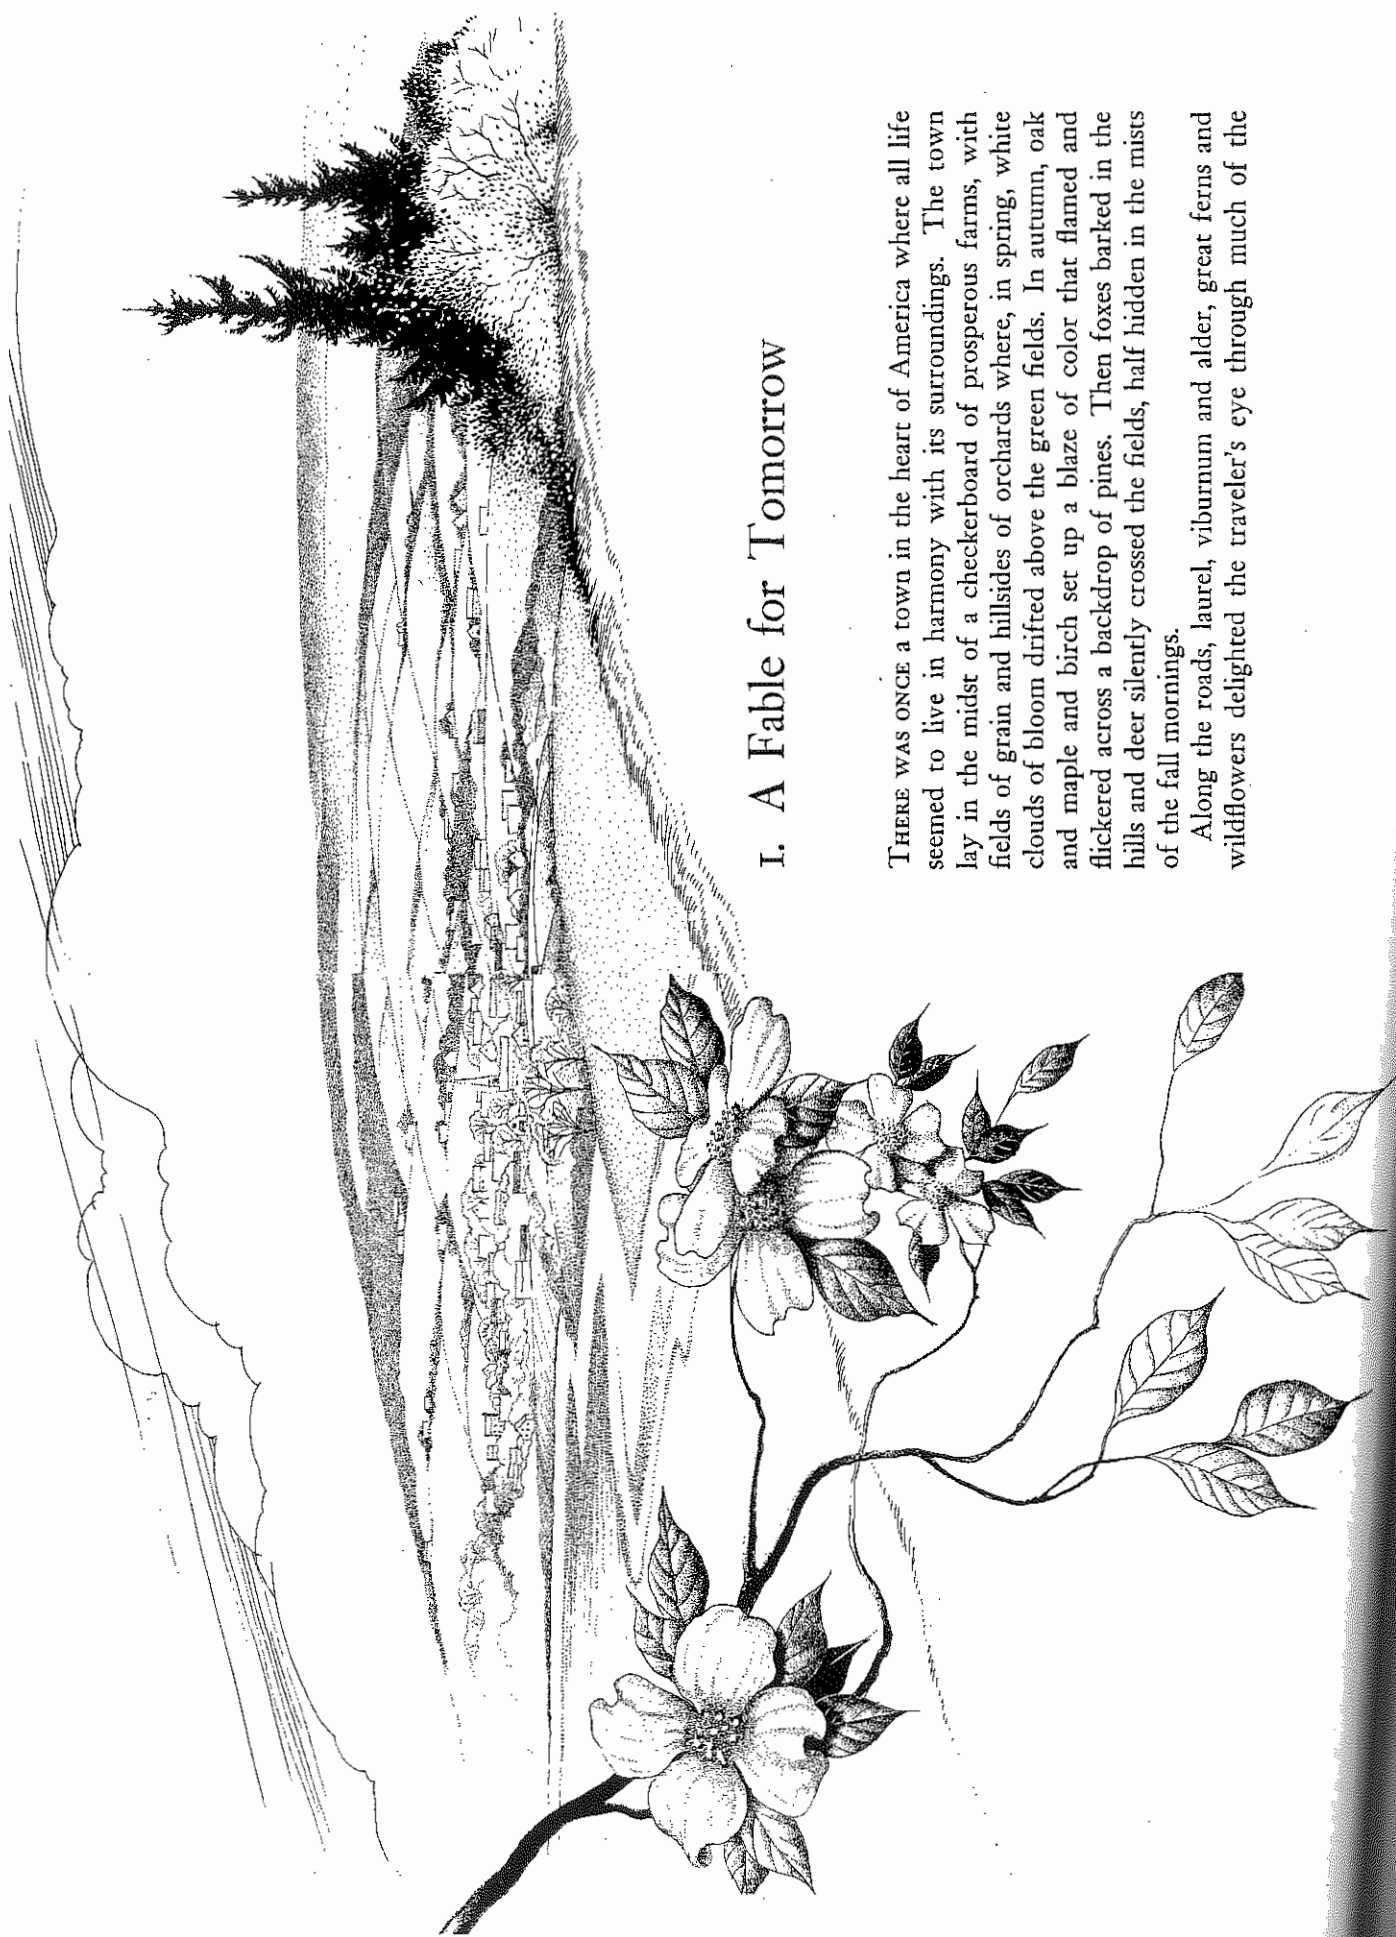 1. A Fable for Tomorrow
THERE WAS ONCE a town in the heart of America where all life
seemed to live in harmony with its surroundings. The town
lay in the midst of a checkerboard of prosperous farms, with
fields of grain and hillsides of orchards where, in spring, white
clouds of bloom drifted above the green fields. In autumn, oak
and maple and birch set up a blaze of color that flamed and
flickered across a backdrop of pines. Then foxes barked in the
hills and deer silently crossed the fields, half hidden in the mists
of the fall mornings.
Along the roads, laurel, viburnum and alder, great ferns and
wildflowers delighted the traveler's eye through much of the